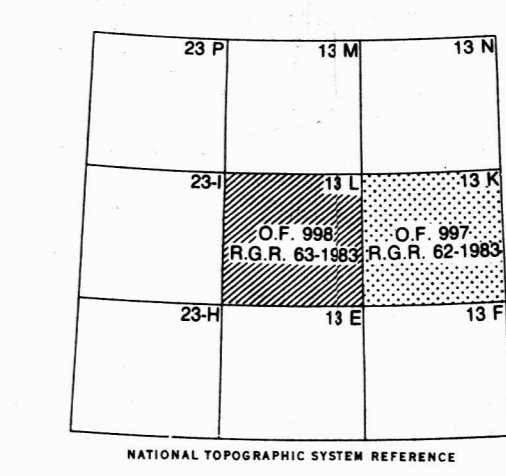 23 P 13 M 13 N
23-I 13 L 13 K
O.F. 998 O.F. 997
R.G.R. 63-1983 R.G.R. 62-1983
23-H 13 E 13 F
NATIONAL TOPOGRAPHIC SYSTEM REFERENCE